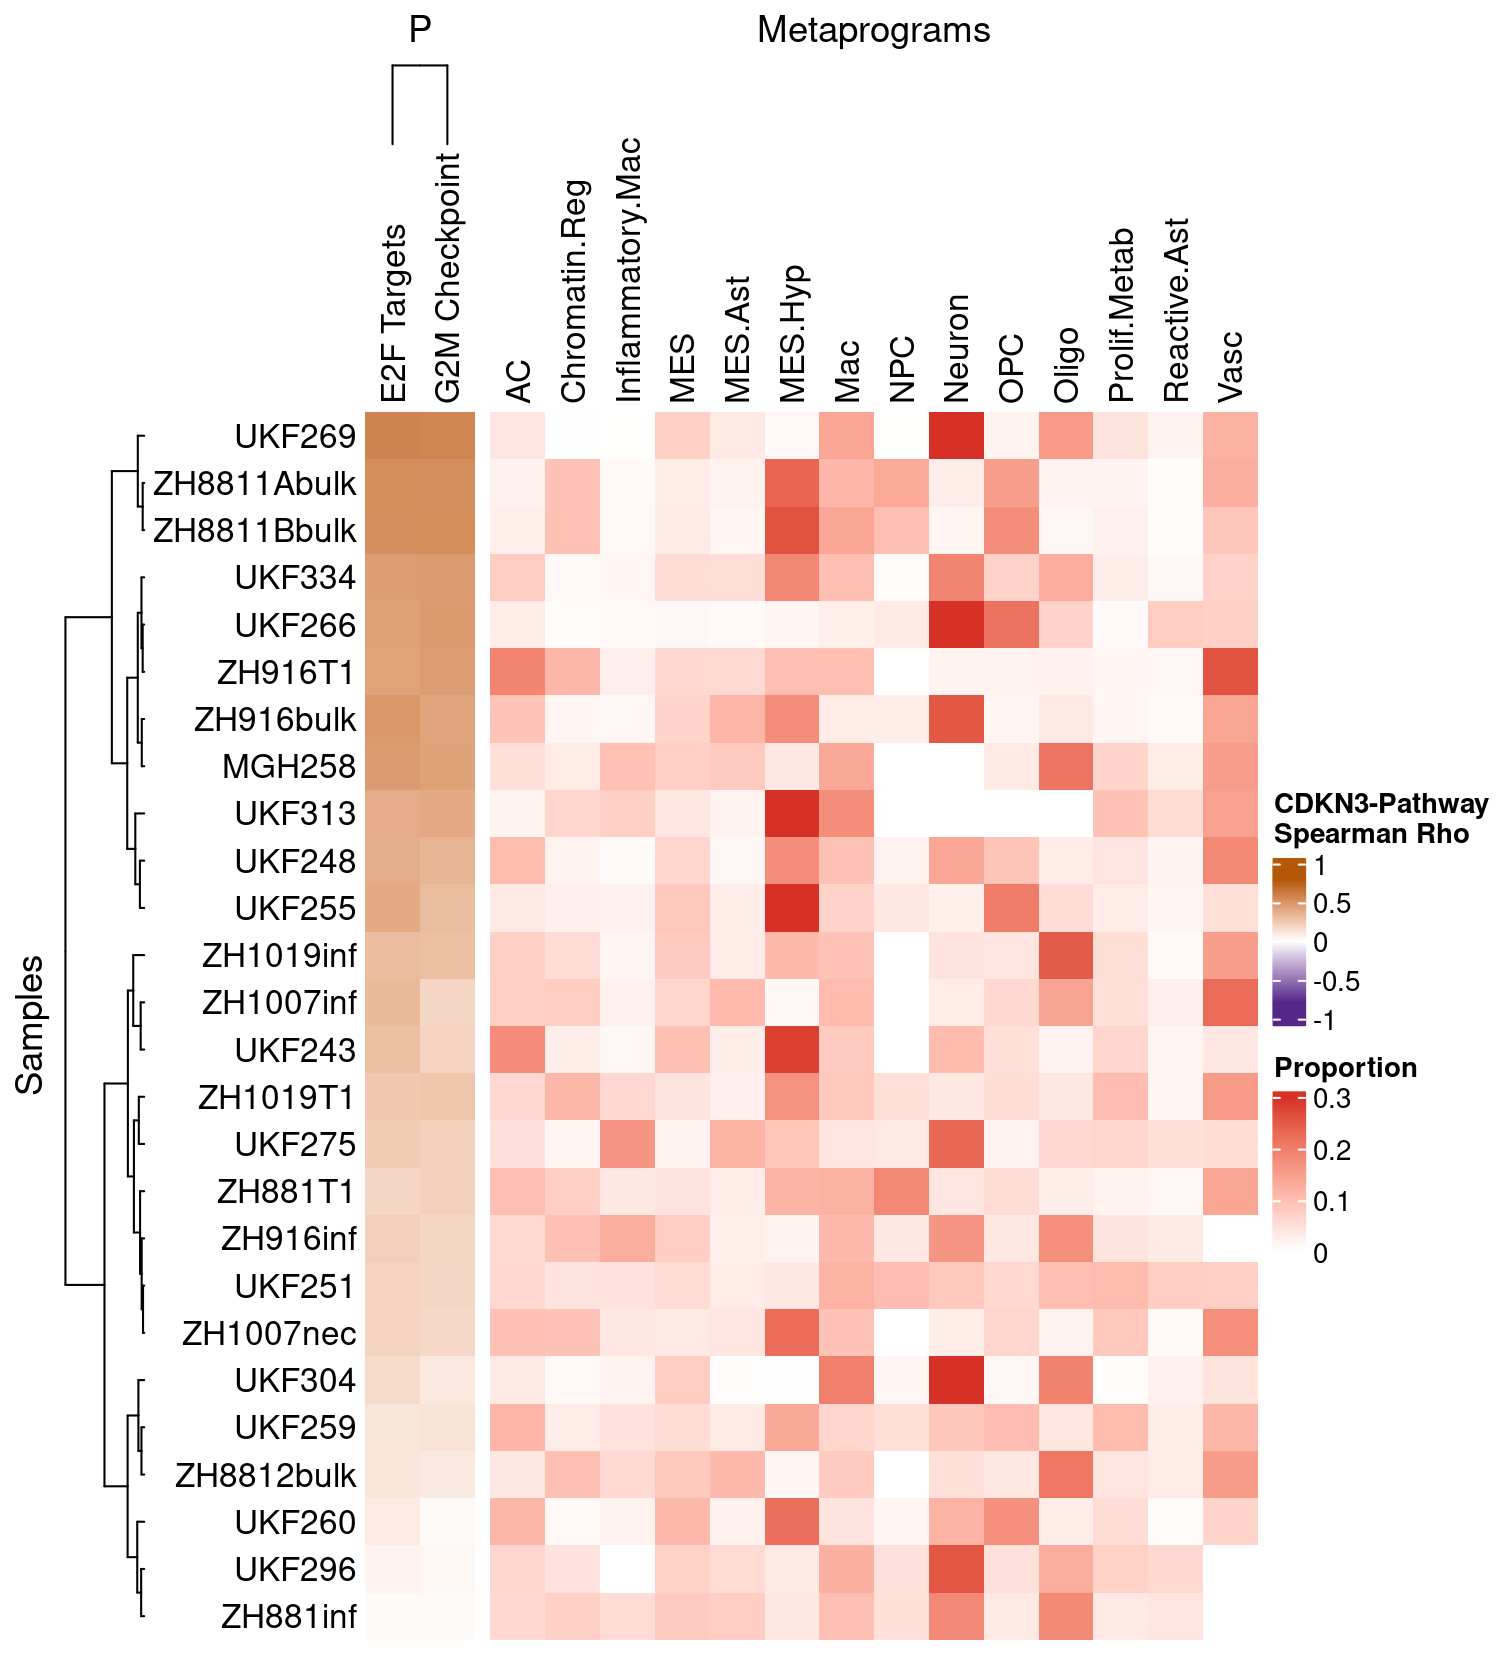 P
Metaprograms
E2F Targets
G2M Checkpoint
AC
Chromatin.Reg
Inflammatory.Mac
MES
MES.Ast
MES.Hyp
Mac
NPC
Neuron
OPC
Oligo
Prolif.Metab
Reactive.Ast
Vasc
Samples
UKF269
ZH8811Abulk
ZH8811Bbulk
UKF334
UKF266
ZH916T1
ZH916bulk
MGH258
UKF313
UKF248
UKF255
ZH1019inf
ZH1007inf
UKF243
ZH1019T1
UKF275
ZH881T1
ZH916inf
UKF251
ZH1007nec
UKF304
UKF259
ZH8812bulk
UKF260
UKF296
ZH881inf
CDKN3-Pathway
Spearman Rho
1
0.5
0
-0.5
-1
Proportion
0.3
0.2
0.1
0